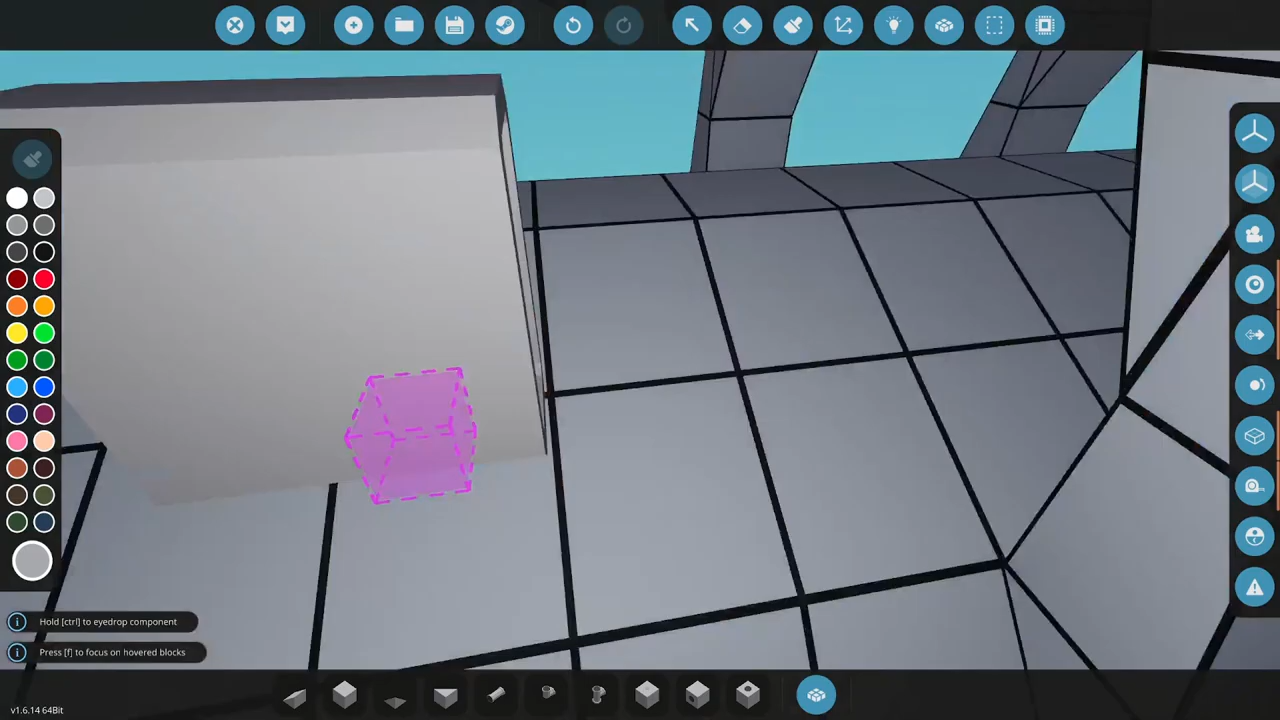 Hold [ctrl] to eyedrop component
Press [f] to focus on hovered blocks
v1.6.14 64Bit